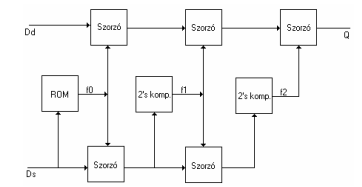 Szorzó Szorzó Szorzó
Dd Q
ROM f0 2's komp. f1 2's komp. f2
Ds Szorzó Szorzó